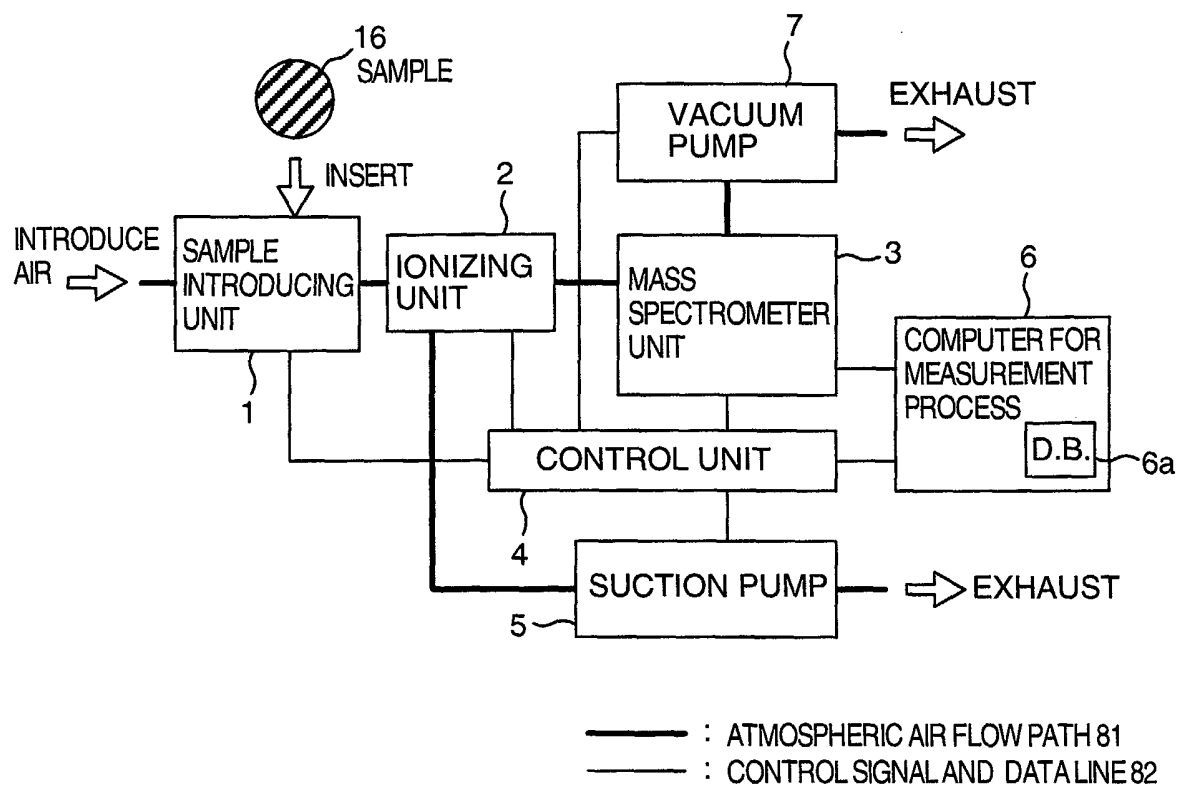 7
16
SAMPLE
EXHAUST
VACUUM
PUMP
INSERT
2
INTRODUCE
AIR
SAMPLE
INTRODUCING
UNIT
IONIZING
UNIT
3
MASS
SPECTROMETER
UNIT
6
COMPUTER FOR
MEASUREMENT
PROCESS
D.B.
6a
1
CONTROL UNIT
4
SUCTION PUMP
EXHAUST
5
: ATMOSPHERIC AIR FLOW PATH 81
: CONTROL SIGNAL AND DATA LINE 82